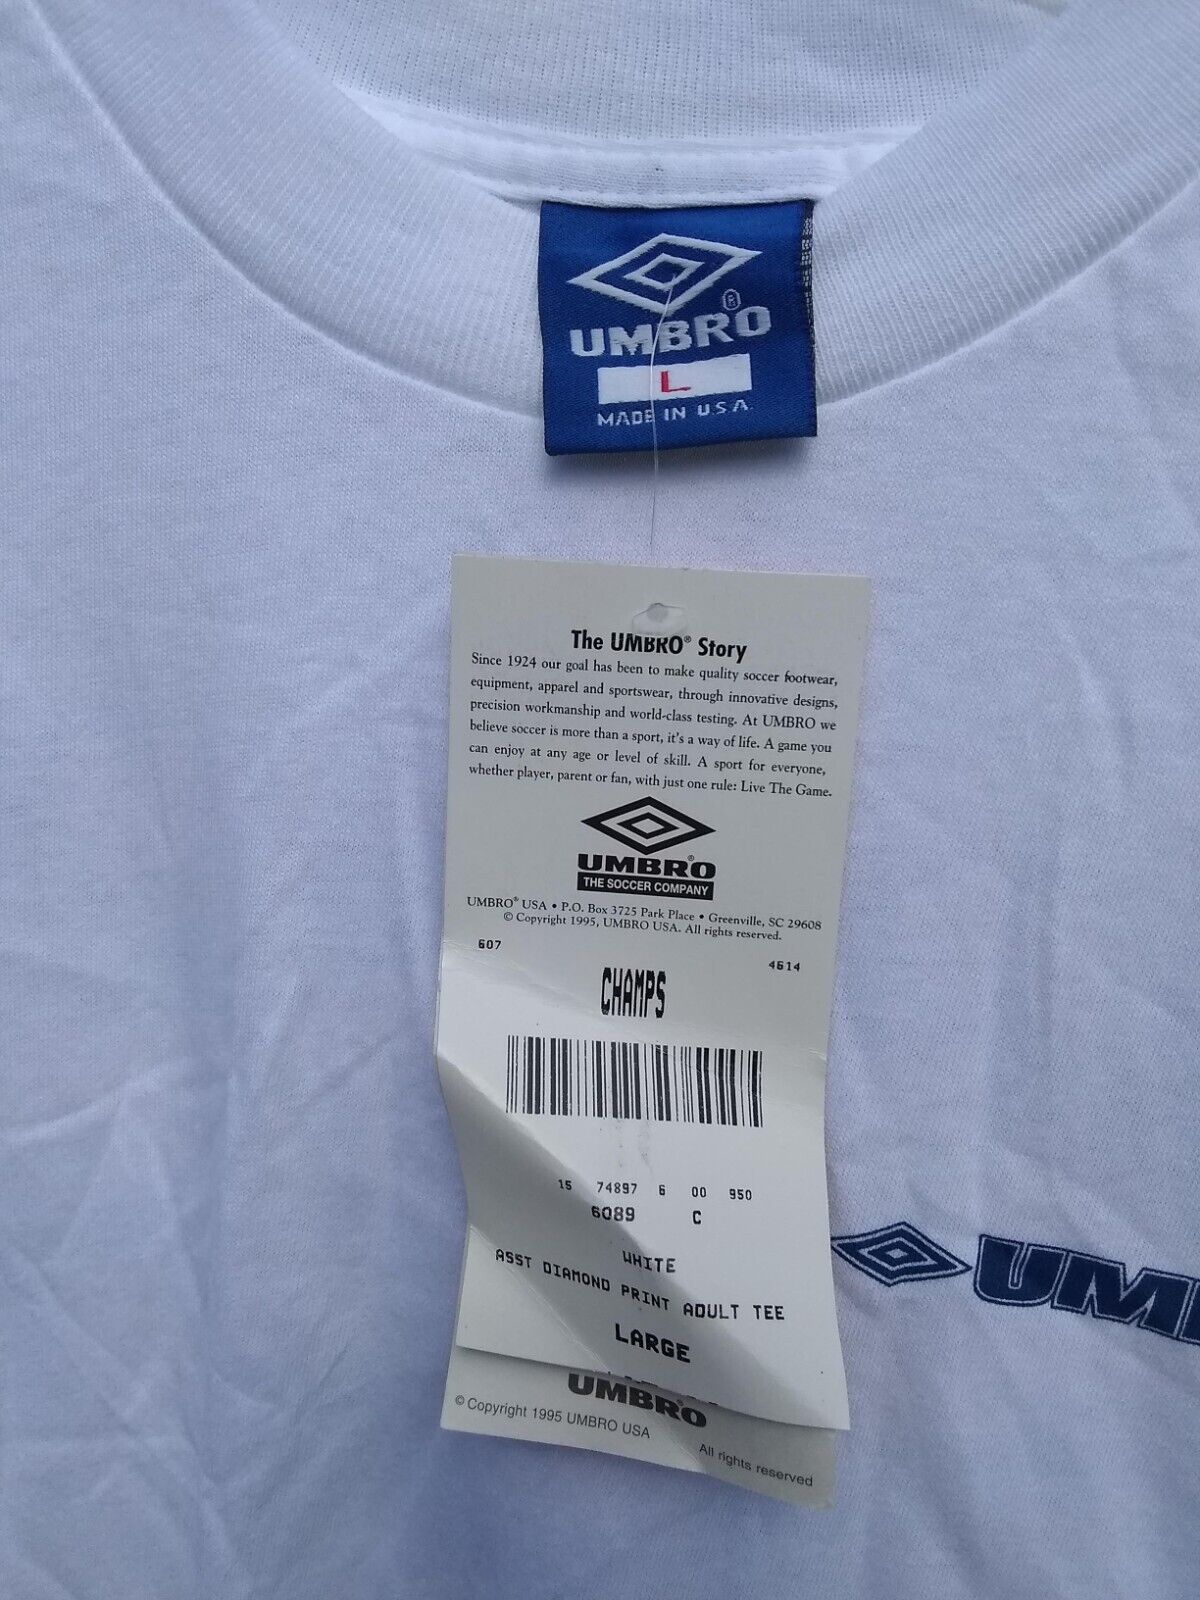 UMBRO®
L
MADE IN U.S.A.
The UMBRO® Story
Since 1924 our goal has been to make quality soccer footwear,
equipment, apparel and sportswear, through innovative designs,
precision workmanship and world-class testing. At UMBRO we
believe soccer is more than a sport, it's a way of life. A game you
can enjoy at any age or level of skill. A sport for everyone,
whether player, parent or fan, with just one rule: Live The Game.
UMBRO®
THE SOCCER COMPANY
UMBRO® USA • P.O. Box 3725 Park Place • Greenville, SC 29608
© Copyright 1995, UMBRO USA. All rights reserved.
607 4614
CHAMPS
15 74897 6 00 950
6089 C
WHITE
ASST DIAMOND PRINT ADULT TEE
LARGE
UMBRO
© Copyright 1995 UMBRO USA All rights reserved
UM